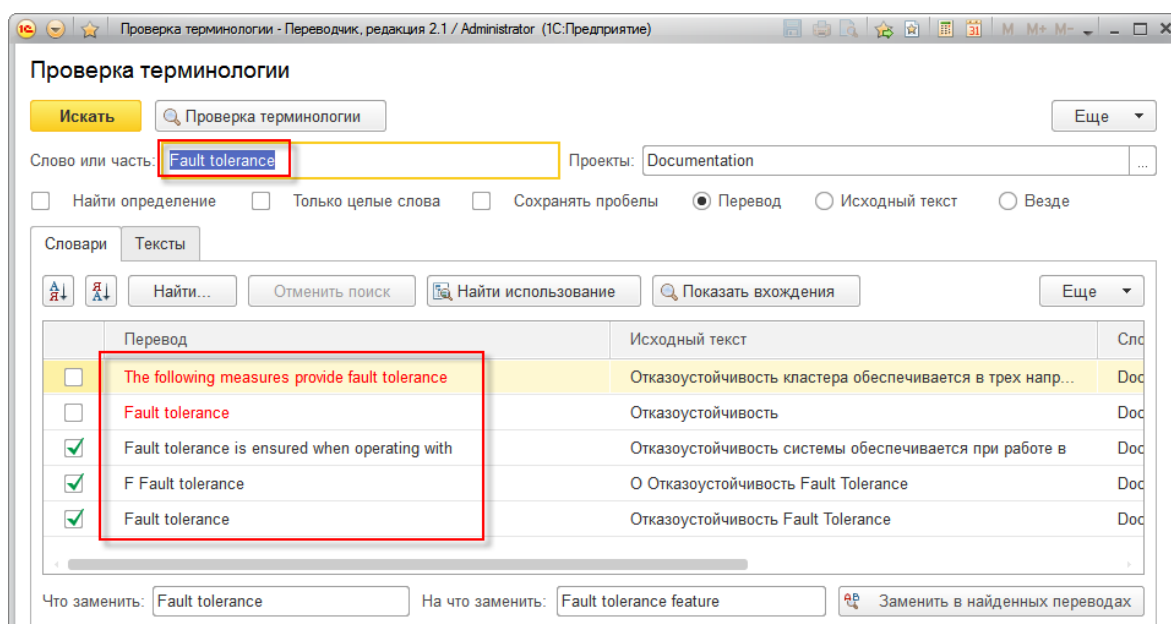 1С Проверка терминологии - Переводчик, редакция 2.1 / Administrator (1С:Предприятие) 31 M M+ M-
Проверка терминологии
Искать Проверка терминологии Еще
Слово или часть: Fault tolerance Проекты: Documentation ...
Найти определение Только целые слова Сохранять пробелы Перевод Исходный текст Везде
Словари Тексты
Найти... Отменить поиск Найти использование Показать вхождения Еще
Перевод Исходный текст Сло
The following measures provide fault tolerance Отказоустойчивость кластера обеспечивается в трех напр... Doc
Fault tolerance Отказоустойчивость Doc
Fault tolerance is ensured when operating with Отказоустойчивость системы обеспечивается при работе в Doc
F Fault tolerance О Отказоустойчивость Fault Tolerance Doc
Fault tolerance Отказоустойчивость Fault Tolerance Doc
Что заменить: Fault tolerance На что заменить: Fault tolerance feature Заменить в найденных переводах